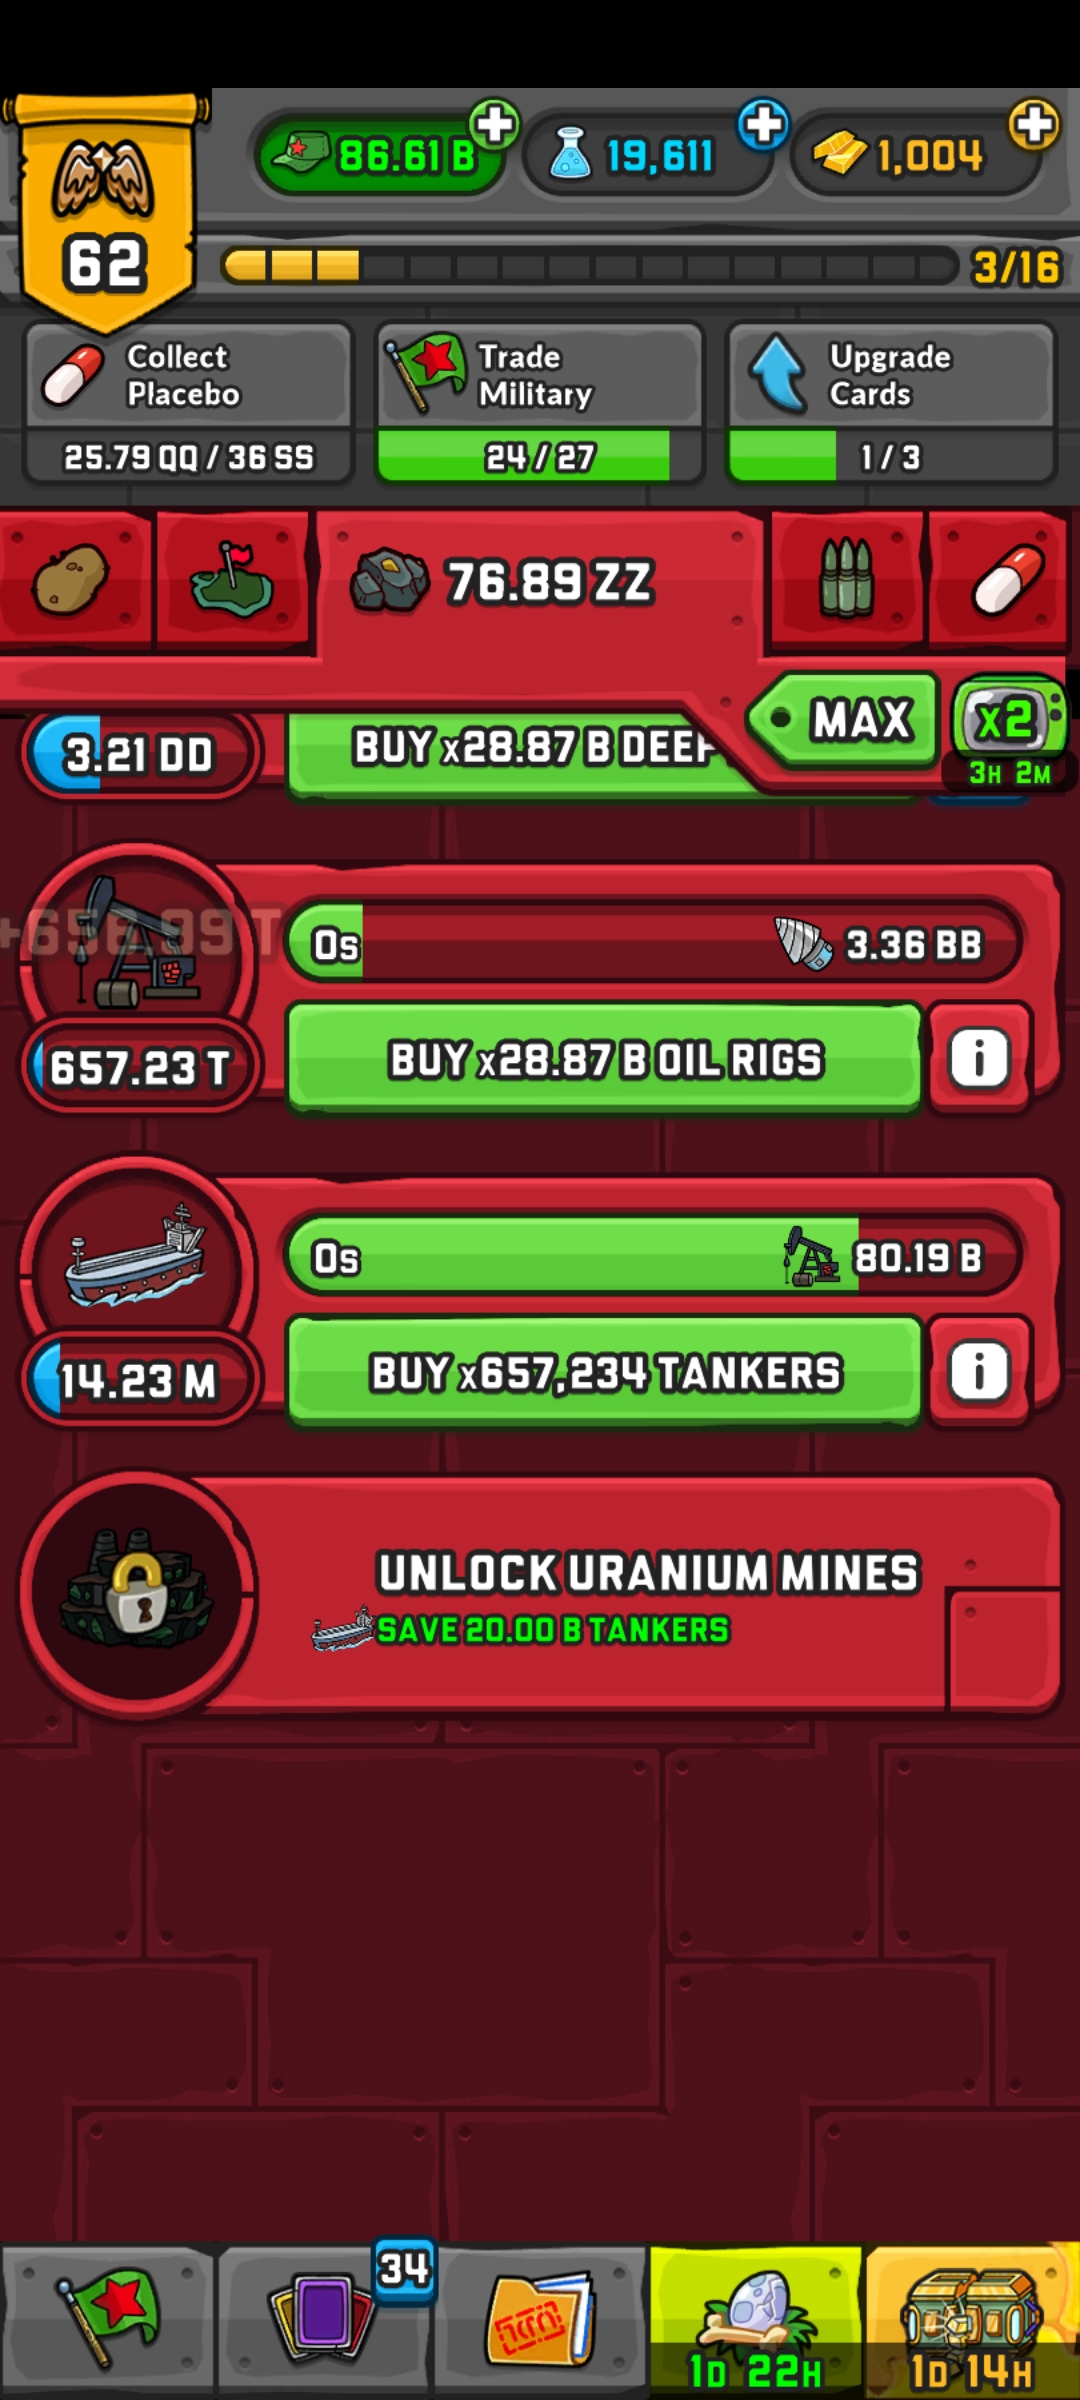 86.61 B
19,611
1,004
62
3/16
Collect
Placebo
25.79 QQ / 36 SS
Trade
Military
24 / 27
Upgrade
Cards
1 / 3
76.89 ZZ
MAX
x2
3H 2M
3.21 DD
BUY x28.87 B DEEP
+656.99 T
0s
3.36 BB
657.23 T
BUY x28.87 B OIL RIGS
i
0s
80.19 B
14.23 M
BUY x657,234 TANKERS
i
UNLOCK URANIUM MINES
SAVE 20.00 B TANKERS
34
1D 22H
1D 14H